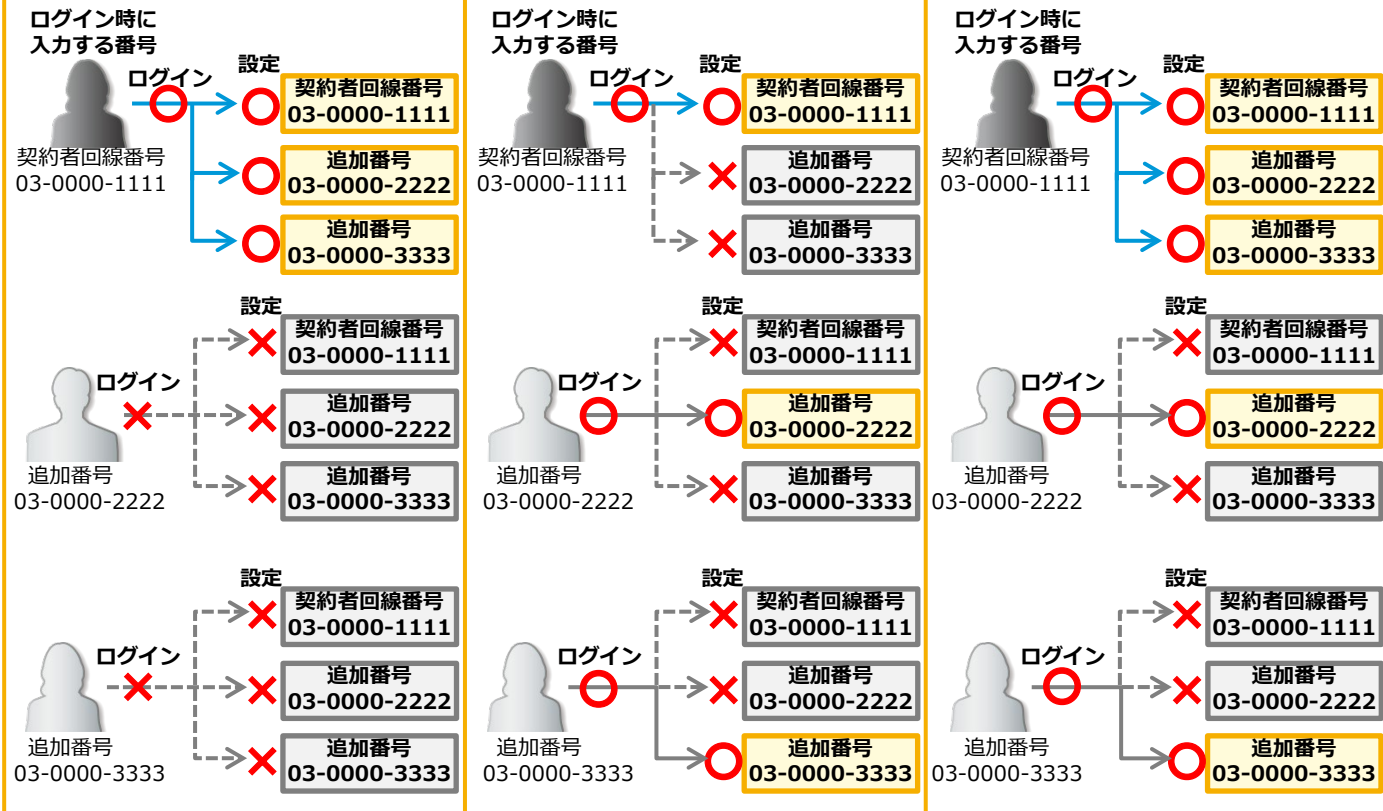 ログイン時に
入力する番号
ログイン
設定
契約者回線番号
03-0000-1111
契約者回線番号
03-0000-1111
追加番号
03-0000-2222
追加番号
03-0000-3333
設定
契約者回線番号
03-0000-1111
ログイン
追加番号
03-0000-2222
追加番号
03-0000-2222
追加番号
03-0000-3333
設定
契約者回線番号
03-0000-1111
ログイン
追加番号
03-0000-2222
追加番号
03-0000-3333
追加番号
03-0000-3333
ログイン時に
入力する番号
ログイン
設定
契約者回線番号
03-0000-1111
契約者回線番号
03-0000-1111
追加番号
03-0000-2222
追加番号
03-0000-3333
設定
契約者回線番号
03-0000-1111
ログイン
追加番号
03-0000-2222
追加番号
03-0000-2222
追加番号
03-0000-3333
設定
契約者回線番号
03-0000-1111
ログイン
追加番号
03-0000-2222
追加番号
03-0000-3333
追加番号
03-0000-3333
ログイン時に
入力する番号
ログイン
設定
契約者回線番号
03-0000-1111
契約者回線番号
03-0000-1111
追加番号
03-0000-2222
追加番号
03-0000-3333
設定
契約者回線番号
03-0000-1111
ログイン
追加番号
03-0000-2222
追加番号
03-0000-2222
追加番号
03-0000-3333
設定
契約者回線番号
03-0000-1111
ログイン
追加番号
03-0000-2222
追加番号
03-0000-3333
追加番号
03-0000-3333